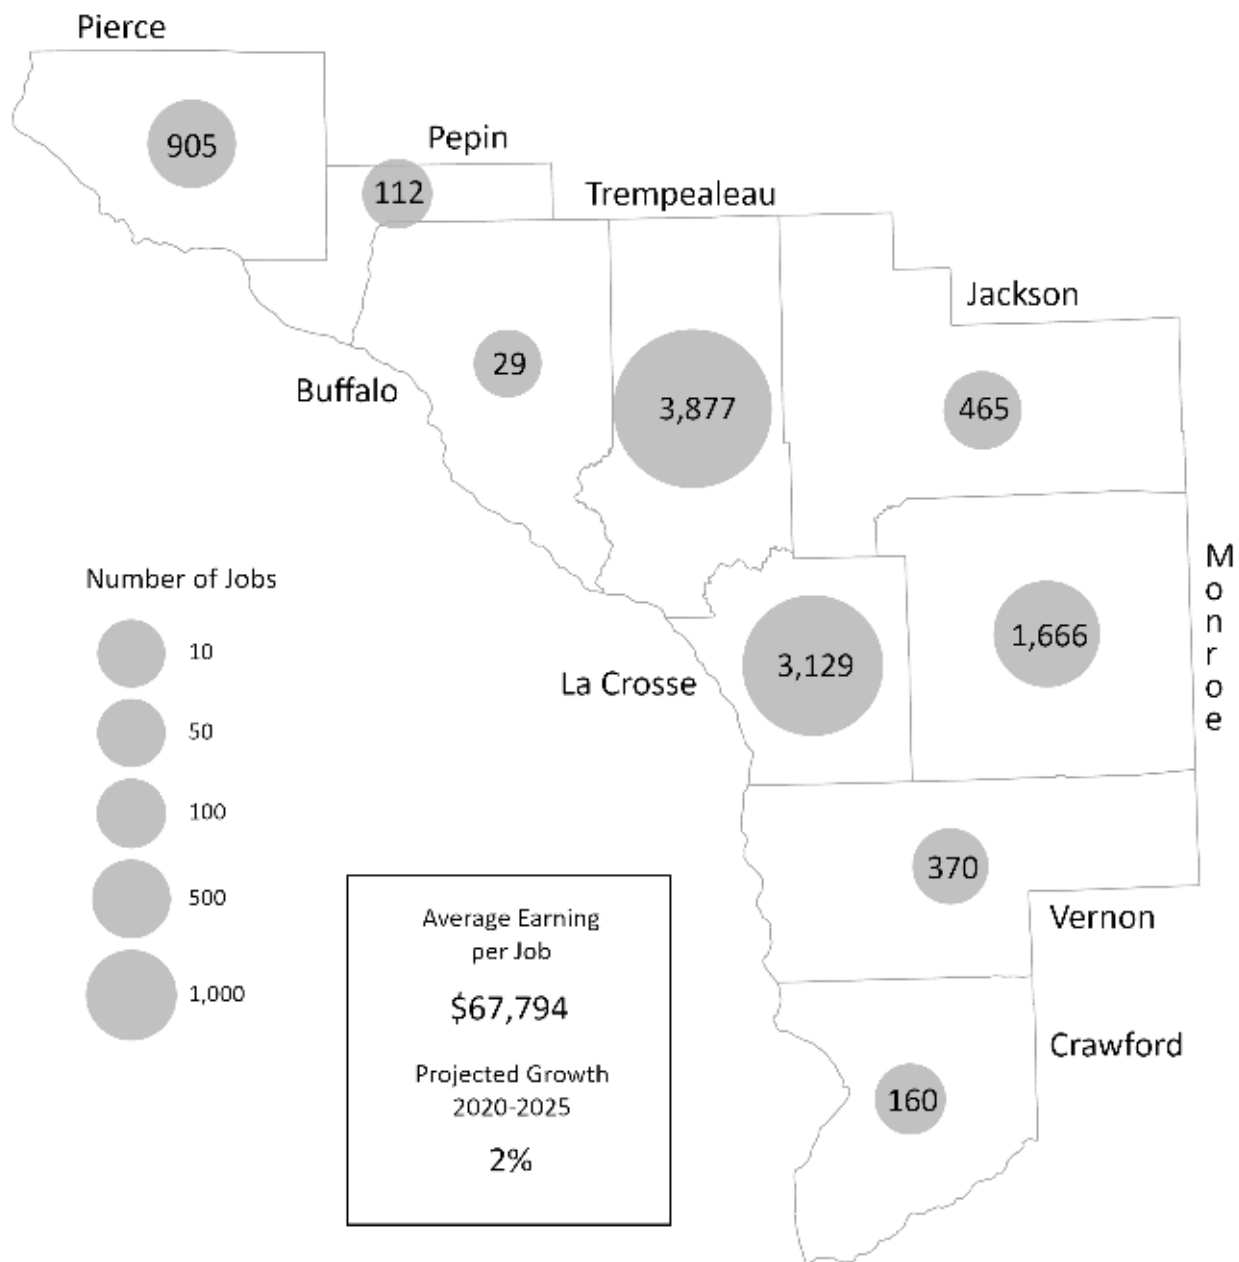 Pierce
905
Pepin
112
Trempealeau
Jackson
29
Buffalo
3,877
465
Monroe
Number of Jobs
10
50
100
500
1,000
La Crosse
3,129
1,666
370
Vernon
Average Earning
per Job
$67,794
Projected Growth
2020-2025
2%
Crawford
160